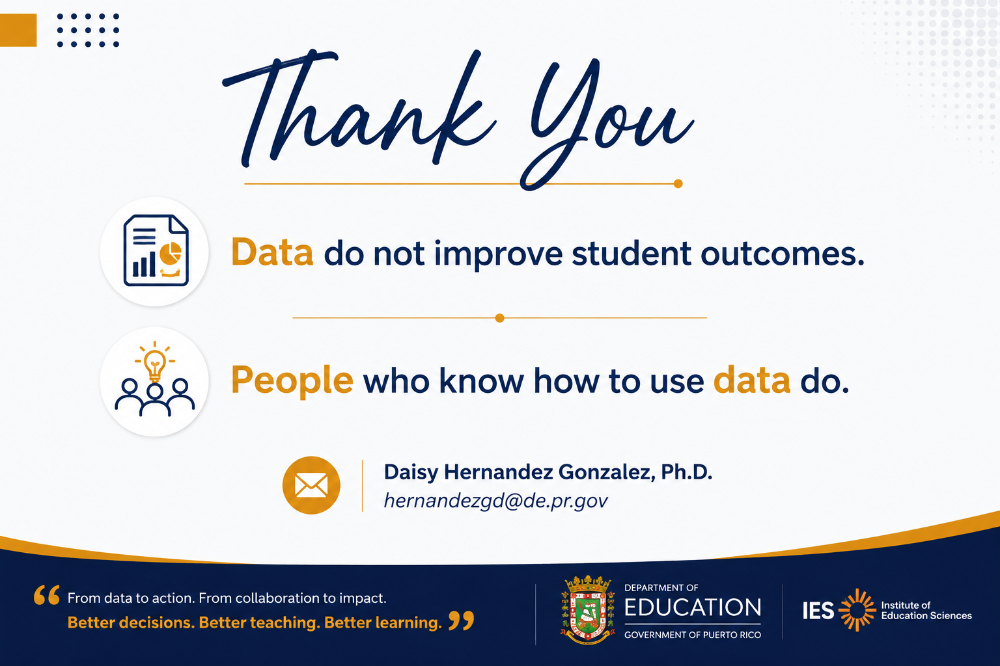 Thank You
Data do not improve student outcomes.
People who know how to use data do.
Daisy Hernandez Gonzalez, Ph.D.
hernandezgd@de.pr.gov
“ From data to action. From collaboration to impact.
Better decisions. Better teaching. Better learning. ”
DEPARTMENT OF
EDUCATION
GOVERNMENT OF PUERTO RICO
IES Institute of
Education Sciences